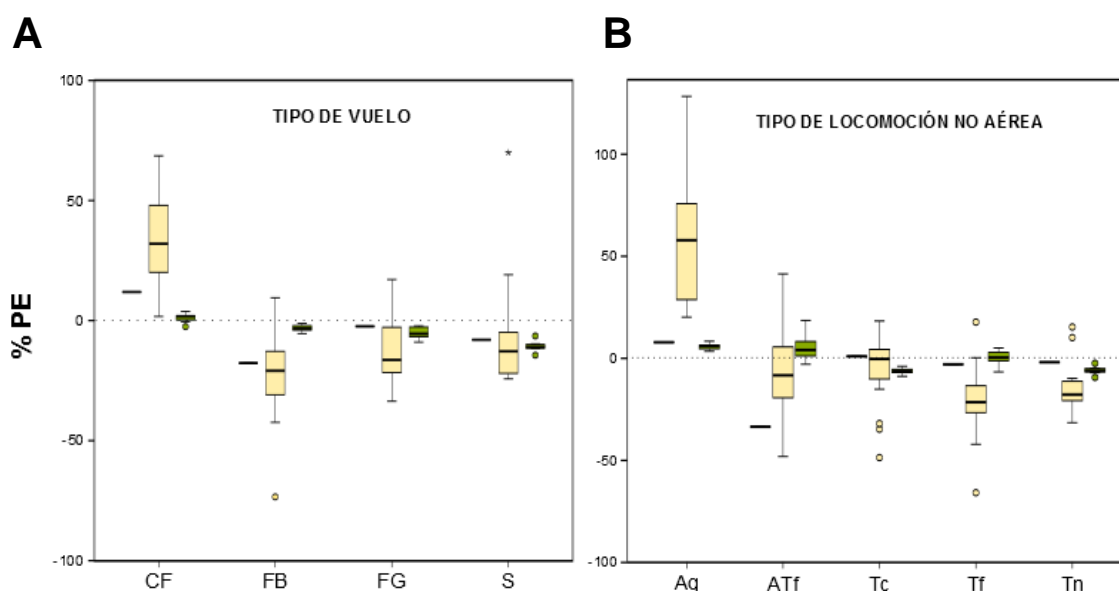 A
B
TIPO DE VUELO
TIPO DE LOCOMOCIÓN NO AÉREA
% PE
100
50
0
-50
-100
CF FB FG S
100
50
0
-50
-100
Aq ATf Tc Tf Tn